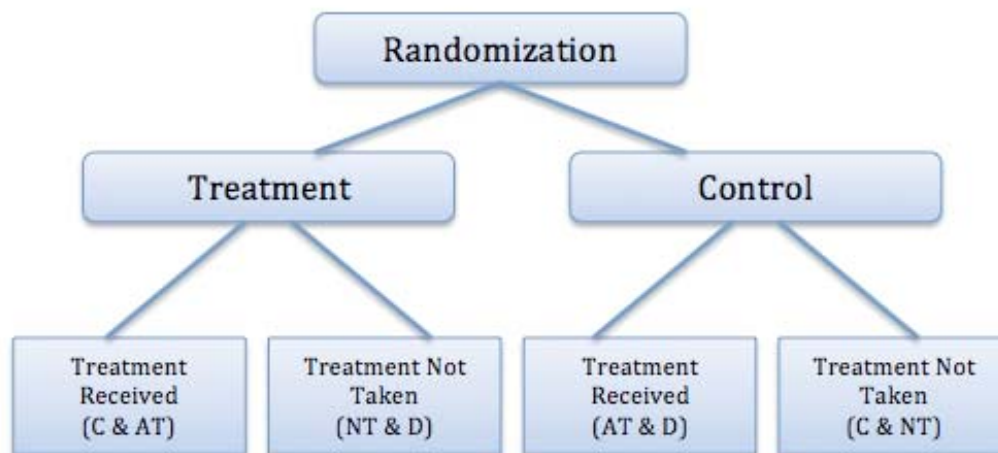 Randomization
Treatment
Control
Treatment
Received
(C & AT)
Treatment Not
Taken
(NT & D)
Treatment
Received
(AT & D)
Treatment Not
Taken
(C & NT)